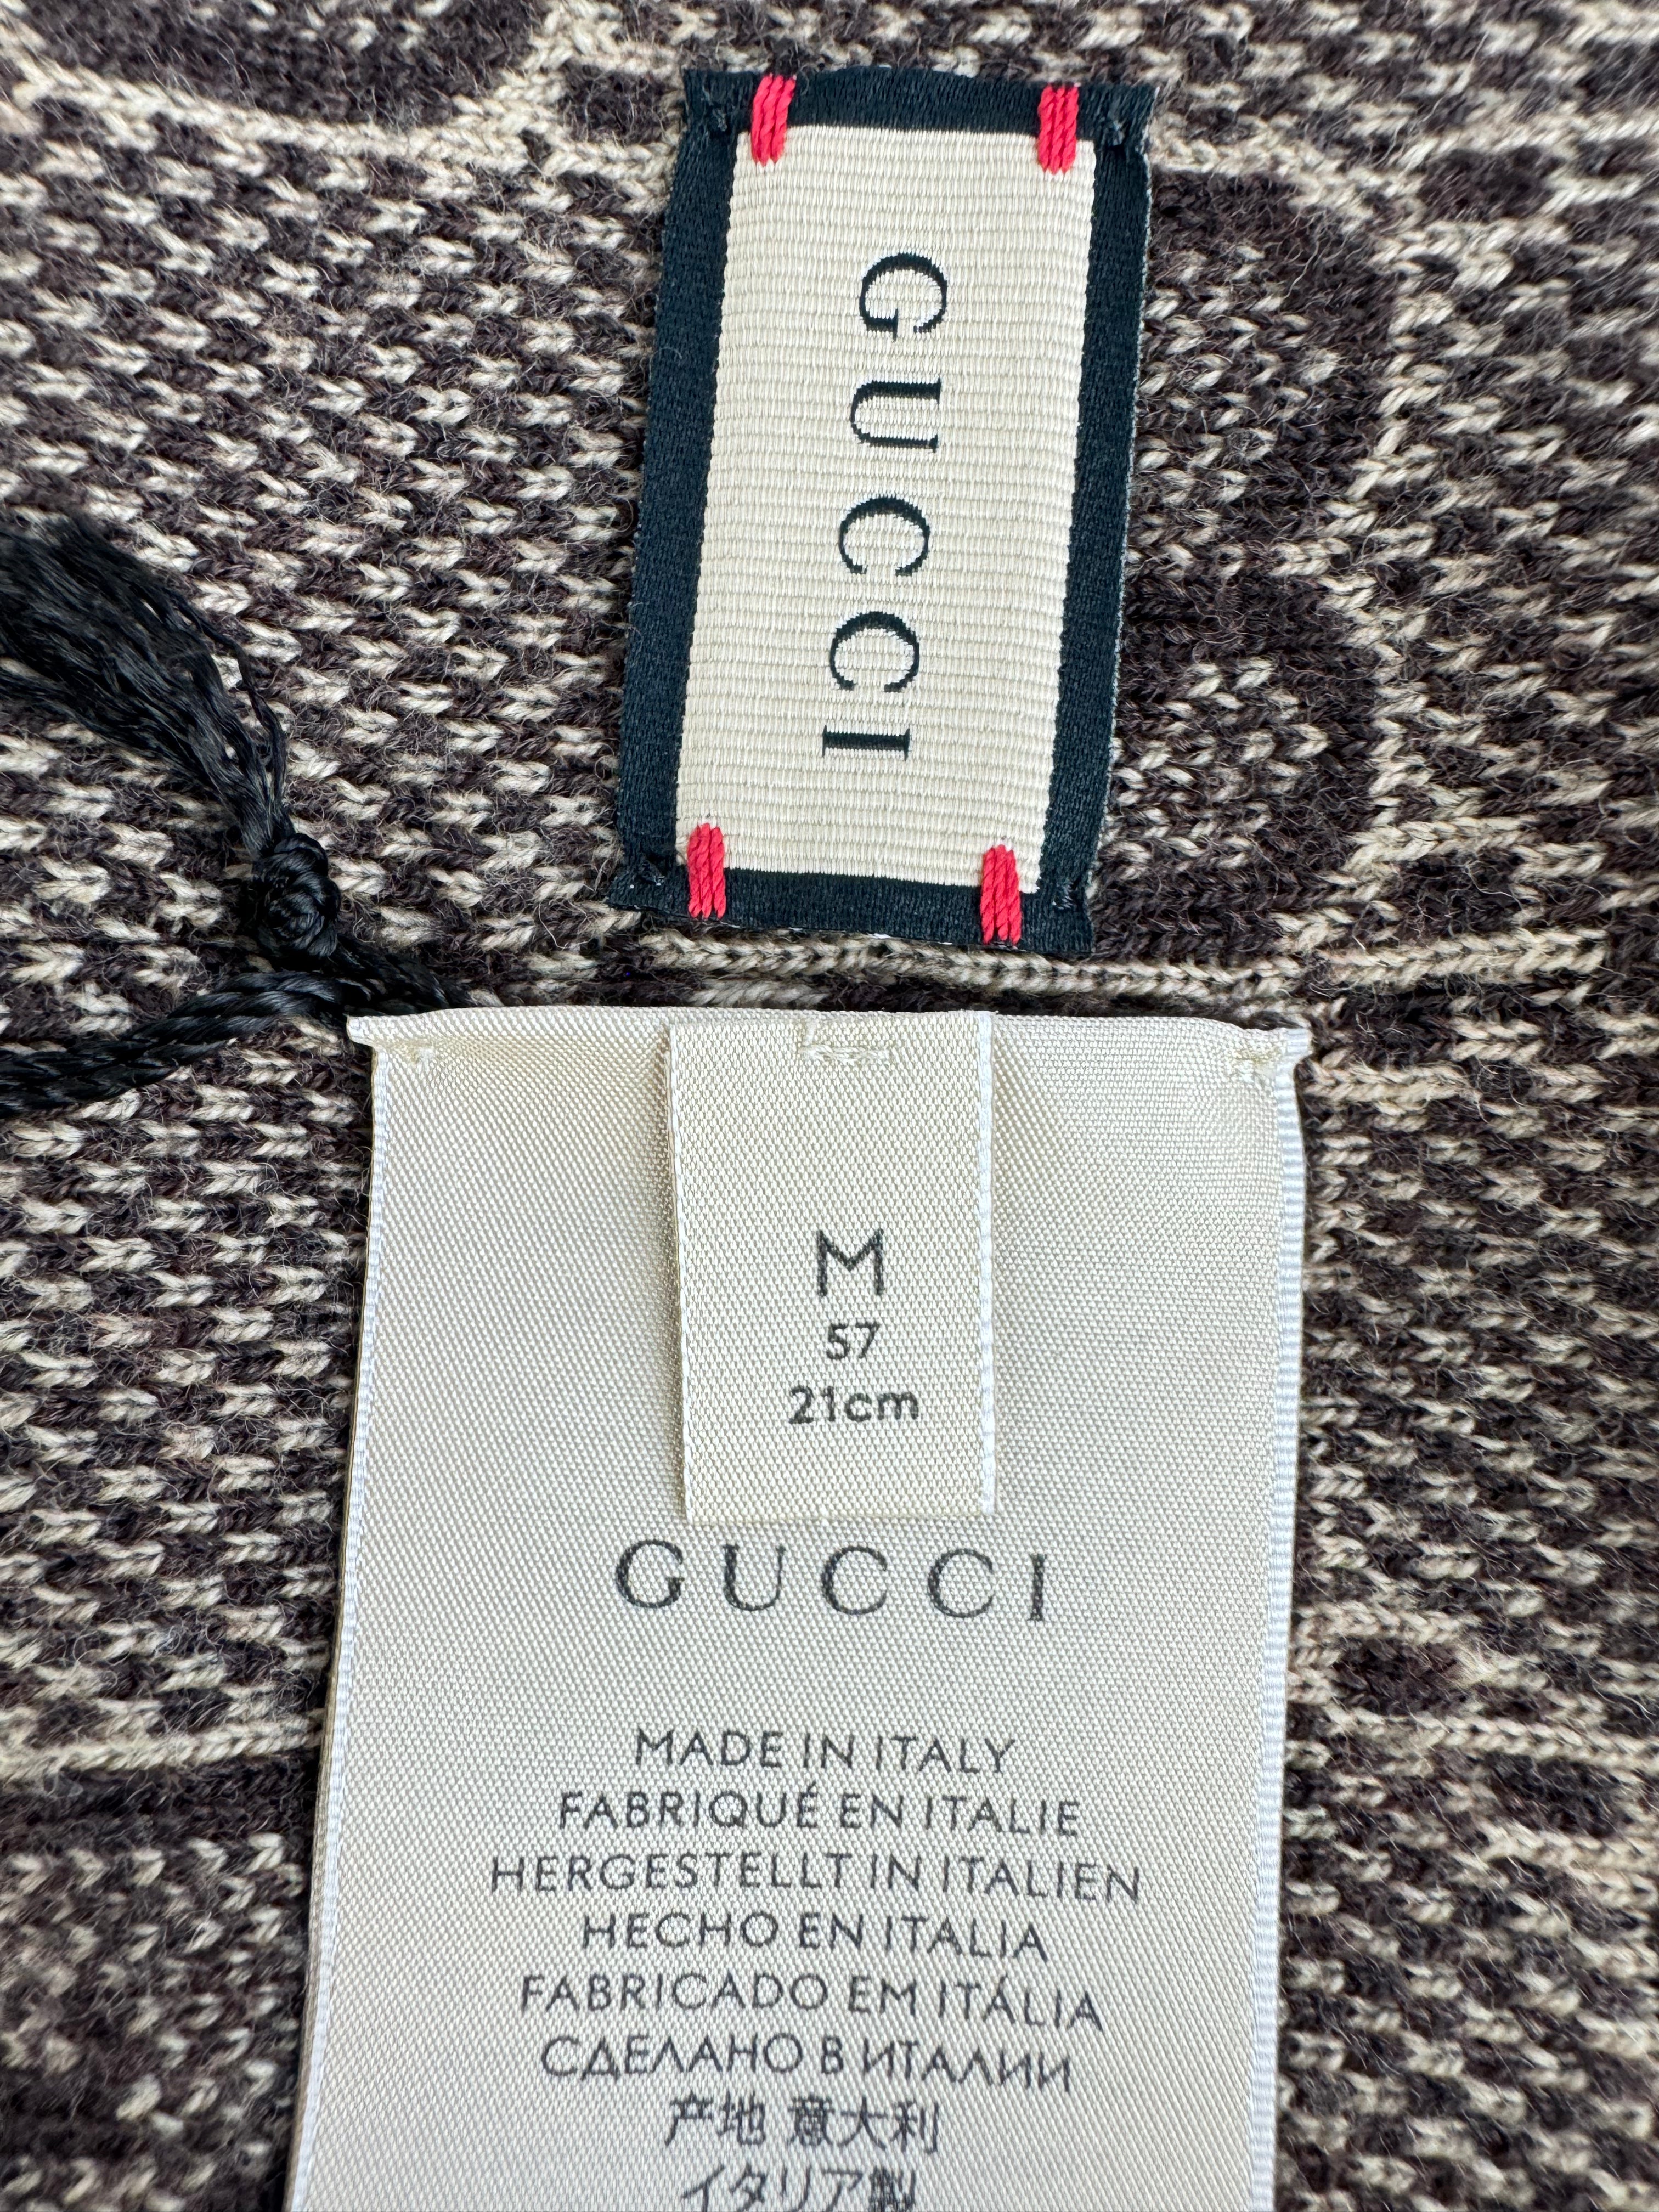 GUCCI
M
57
21cm
GUCCI
MADE IN ITALY
FABRIQUÉ EN ITALIE
HERGESTELLT IN ITALIEN
HECHO EN ITALIA
FABRICADO EM ITÁLIA
СДЕЛАНО В ИТАЛИИ
产地 意大利
イタリア製